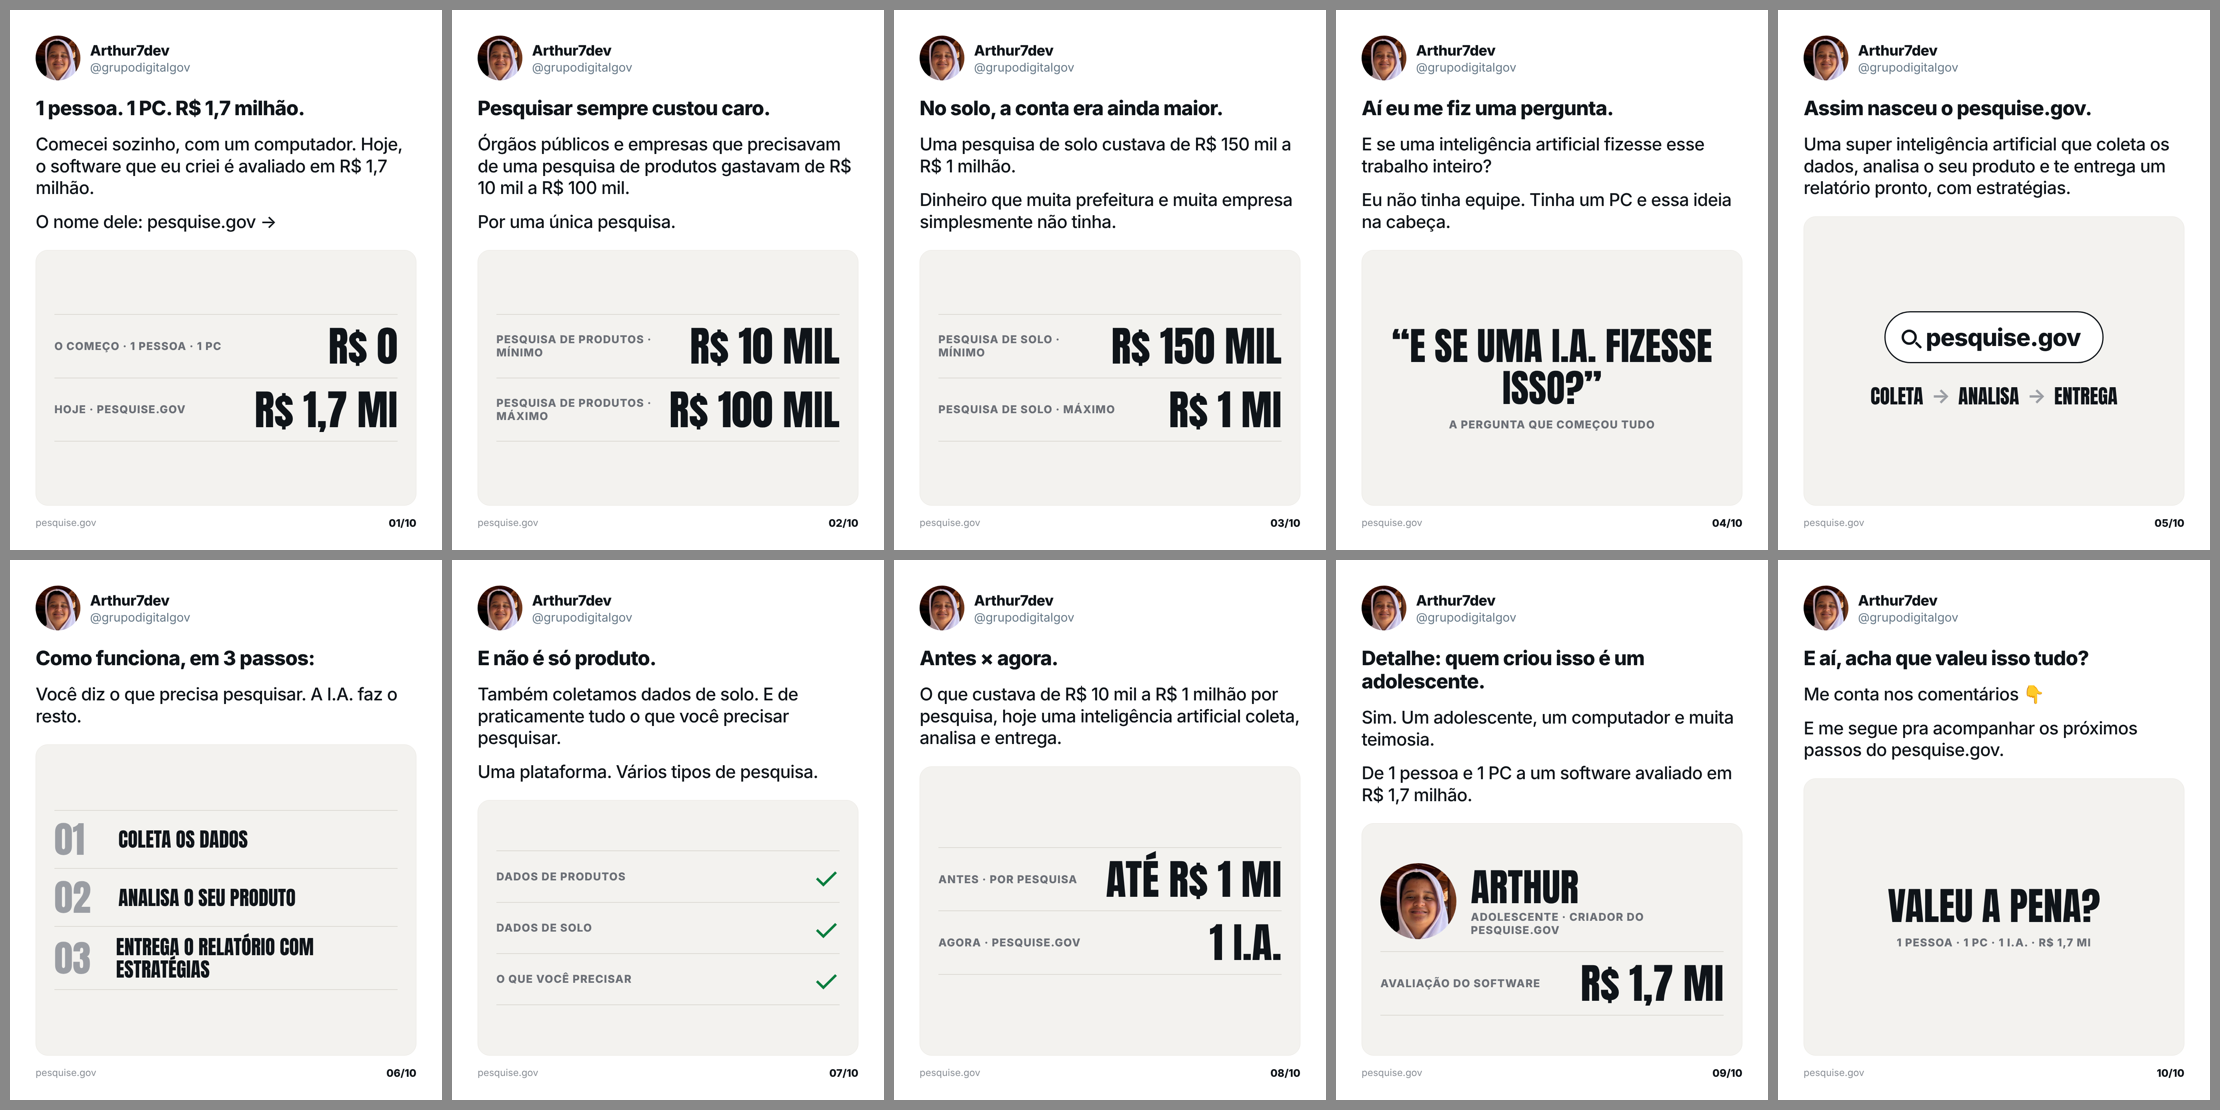 Arthur7dev
@grupodigitalgov
1 pessoa. 1 PC. R$ 1,7 milhão.
Comecei sozinho, com um computador. Hoje,
o software que eu criei é avaliado em R$ 1,7
milhão.
O nome dele: pesquise.gov →
O COMEÇO · 1 PESSOA · 1 PC
R$ 0
HOJE · PESQUISE.GOV
R$ 1,7 MI
pesquise.gov
01/10
Arthur7dev
@grupodigitalgov
Pesquisar sempre custou caro.
Órgãos públicos e empresas que precisavam
de uma pesquisa de produtos gastavam de R$
10 mil a R$ 100 mil.
Por uma única pesquisa.
PESQUISA DE PRODUTOS ·
MÍNIMO
R$ 10 MIL
PESQUISA DE PRODUTOS ·
MÁXIMO
R$ 100 MIL
pesquise.gov
02/10
Arthur7dev
@grupodigitalgov
No solo, a conta era ainda maior.
Uma pesquisa de solo custava de R$ 150 mil a
R$ 1 milhão.
Dinheiro que muita prefeitura e muita empresa
simplesmente não tinha.
PESQUISA DE SOLO ·
MÍNIMO
R$ 150 MIL
PESQUISA DE SOLO · MÁXIMO
R$ 1 MI
pesquise.gov
03/10
Arthur7dev
@grupodigitalgov
Aí eu me fiz uma pergunta.
E se uma inteligência artificial fizesse esse
trabalho inteiro?
Eu não tinha equipe. Tinha um PC e essa ideia
na cabeça.
“E SE UMA I.A. FIZESSE
ISSO?”
A PERGUNTA QUE COMEÇOU TUDO
pesquise.gov
04/10
Arthur7dev
@grupodigitalgov
Assim nasceu o pesquise.gov.
Uma super inteligência artificial que coleta os
dados, analisa o seu produto e te entrega um
relatório pronto, com estratégias.
pesquise.gov
COLETA → ANALISA → ENTREGA
pesquise.gov
05/10
Arthur7dev
@grupodigitalgov
Como funciona, em 3 passos:
Você diz o que precisa pesquisar. A I.A. faz o
resto.
01 COLETA OS DADOS
02 ANALISA O SEU PRODUTO
03 ENTREGA O RELATÓRIO COM
ESTRATÉGIAS
pesquise.gov
06/10
Arthur7dev
@grupodigitalgov
E não é só produto.
Também coletamos dados de solo. E de
praticamente tudo o que você precisar
pesquisar.
Uma plataforma. Vários tipos de pesquisa.
DADOS DE PRODUTOS
DADOS DE SOLO
O QUE VOCÊ PRECISAR
pesquise.gov
07/10
Arthur7dev
@grupodigitalgov
Antes × agora.
O que custava de R$ 10 mil a R$ 1 milhão por
pesquisa, hoje uma inteligência artificial coleta,
analisa e entrega.
ANTES · POR PESQUISA
ATÉ R$ 1 MI
AGORA · PESQUISE.GOV
1 I.A.
pesquise.gov
08/10
Arthur7dev
@grupodigitalgov
Detalhe: quem criou isso é um
adolescente.
Sim. Um adolescente, um computador e muita
teimosia.
De 1 pessoa e 1 PC a um software avaliado em
R$ 1,7 milhão.
ARTHUR
ADOLESCENTE · CRIADOR DO
PESQUISE.GOV
AVALIAÇÃO DO SOFTWARE
R$ 1,7 MI
pesquise.gov
09/10
Arthur7dev
@grupodigitalgov
E aí, acha que valeu isso tudo?
Me conta nos comentários 👇
E me segue pra acompanhar os próximos
passos do pesquise.gov.
VALEU A PENA?
1 PESSOA · 1 PC · 1 I.A. · R$ 1,7 MI
pesquise.gov
10/10